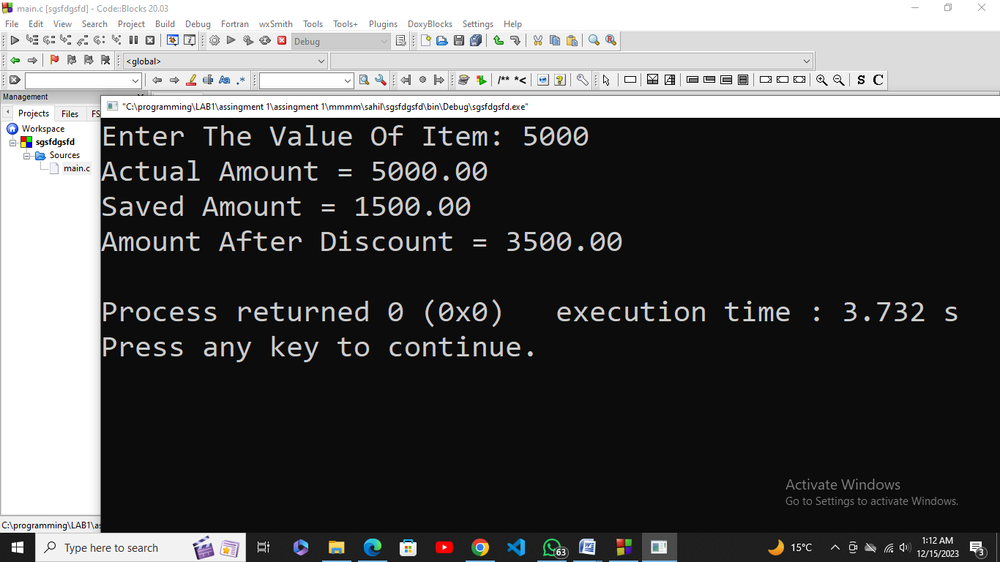 main.c [sgsfdgsfd] - Code::Blocks 20.03
File Edit View Search Project Build Debug Fortran wxSmith Tools Tools+ Plugins DoxyBlocks Settings Help
Debug
<global>
/** *<
S C
Management
Projects Files FS
"C:\programming\LAB1\assingment 1\assingment 1\mmmm\sahil\sgsfdgsfd\bin\Debug\sgsfdgsfd.exe"
Workspace
sgsfdgsfd
Sources
main.c
Enter The Value Of Item: 5000
Actual Amount = 5000.00
Saved Amount = 1500.00
Amount After Discount = 3500.00
Process returned 0 (0x0)   execution time : 3.732 s
Press any key to continue.
Activate Windows
Go to Settings to activate Windows.
C:\programming\LAB1\as
Type here to search
63
15°C
1:12 AM
12/15/2023
3